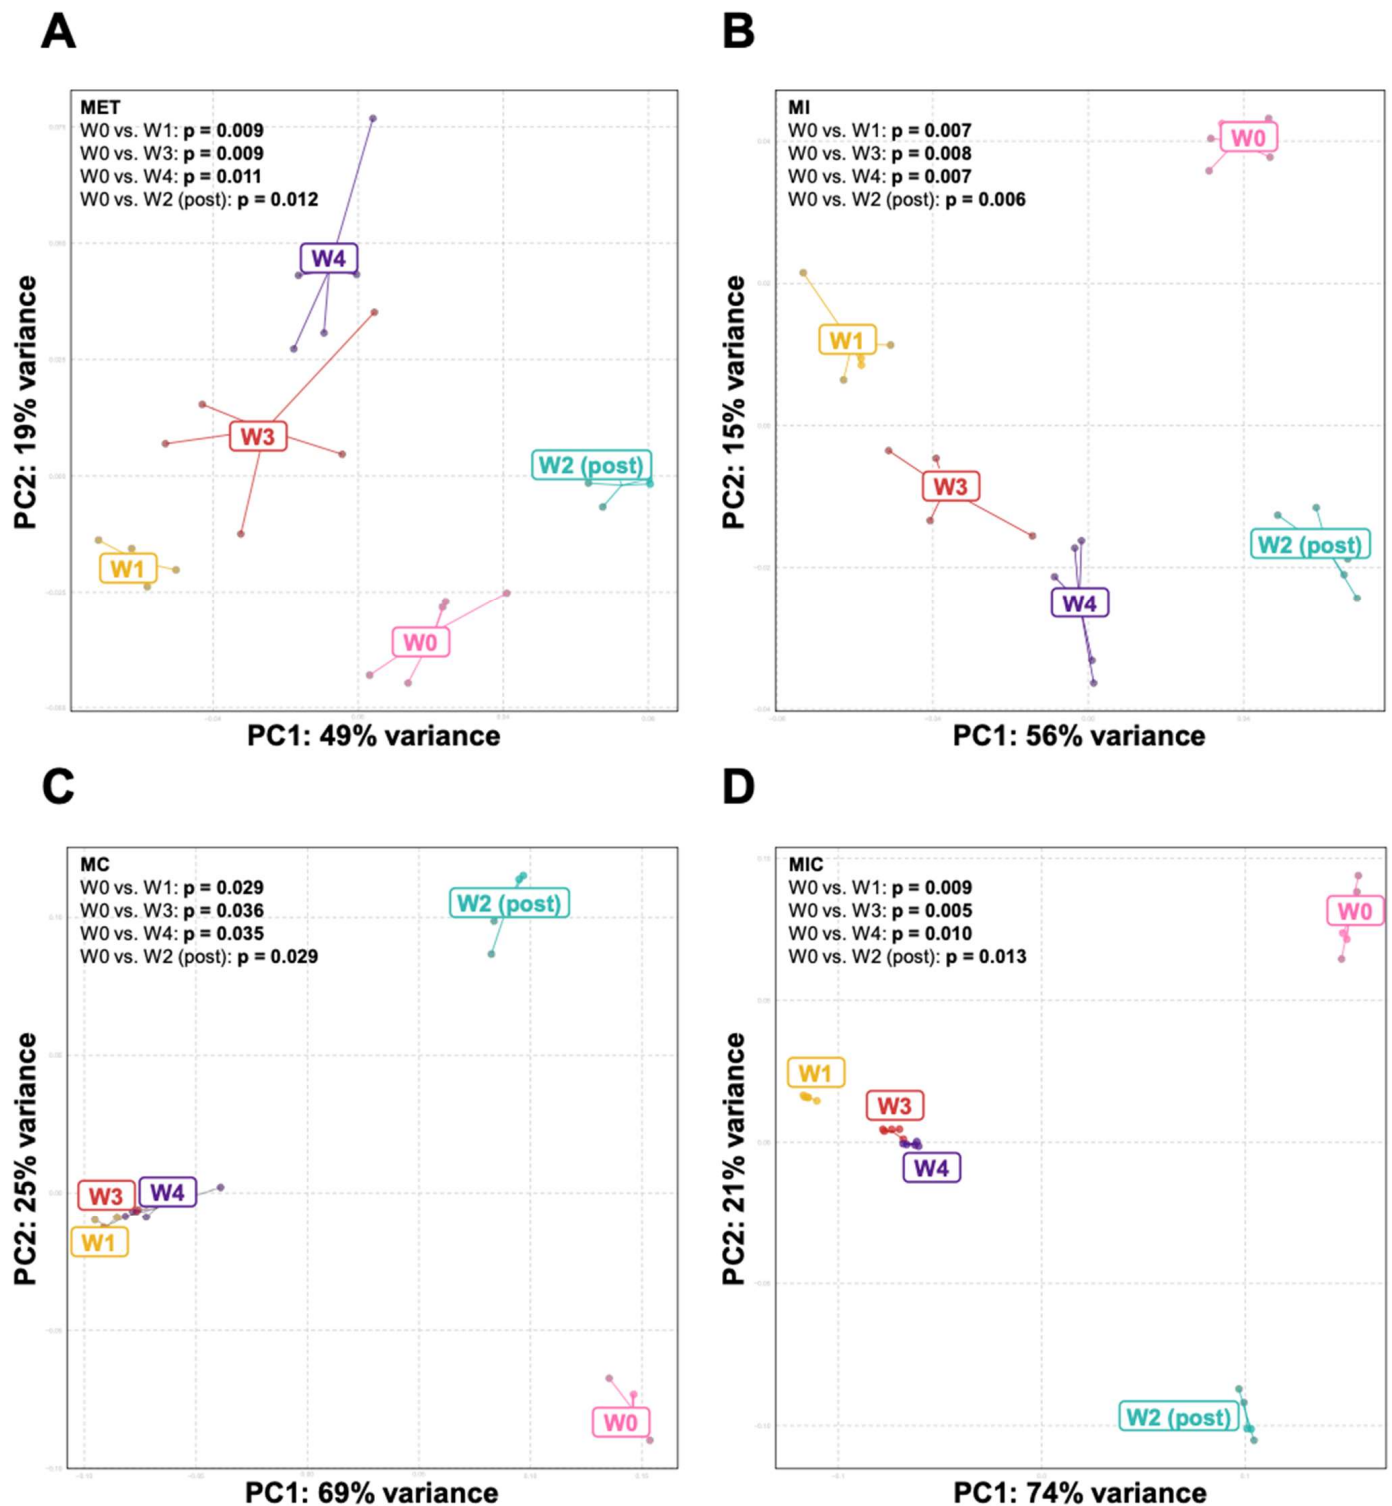 A
B
MET
W0 vs. W1: p = 0.009
W0 vs. W3: p = 0.009
W0 vs. W4: p = 0.011
W0 vs. W2 (post): p = 0.012
W4
W3
W2 (post)
W1
W0
PC2: 19% variance
PC1: 49% variance
MI
W0 vs. W1: p = 0.007
W0 vs. W3: p = 0.008
W0 vs. W4: p = 0.007
W0 vs. W2 (post): p = 0.006
W0
W1
W3
W2 (post)
W4
PC2: 15% variance
PC1: 56% variance
C
D
MC
W0 vs. W1: p = 0.029
W0 vs. W3: p = 0.036
W0 vs. W4: p = 0.035
W0 vs. W2 (post): p = 0.029
W2 (post)
W3
W4
W1
W0
PC2: 25% variance
PC1: 69% variance
MIC
W0 vs. W1: p = 0.009
W0 vs. W3: p = 0.005
W0 vs. W4: p = 0.010
W0 vs. W2 (post): p = 0.013
W0
W1
W3
W4
W2 (post)
PC2: 21% variance
PC1: 74% variance